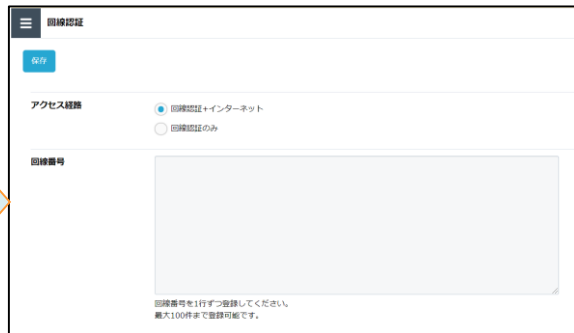 回線認証
保存
アクセス経路
回線認証+インターネット
回線認証のみ
回線番号
回線番号を1行ずつ登録してください。
最大100件まで登録可能です。